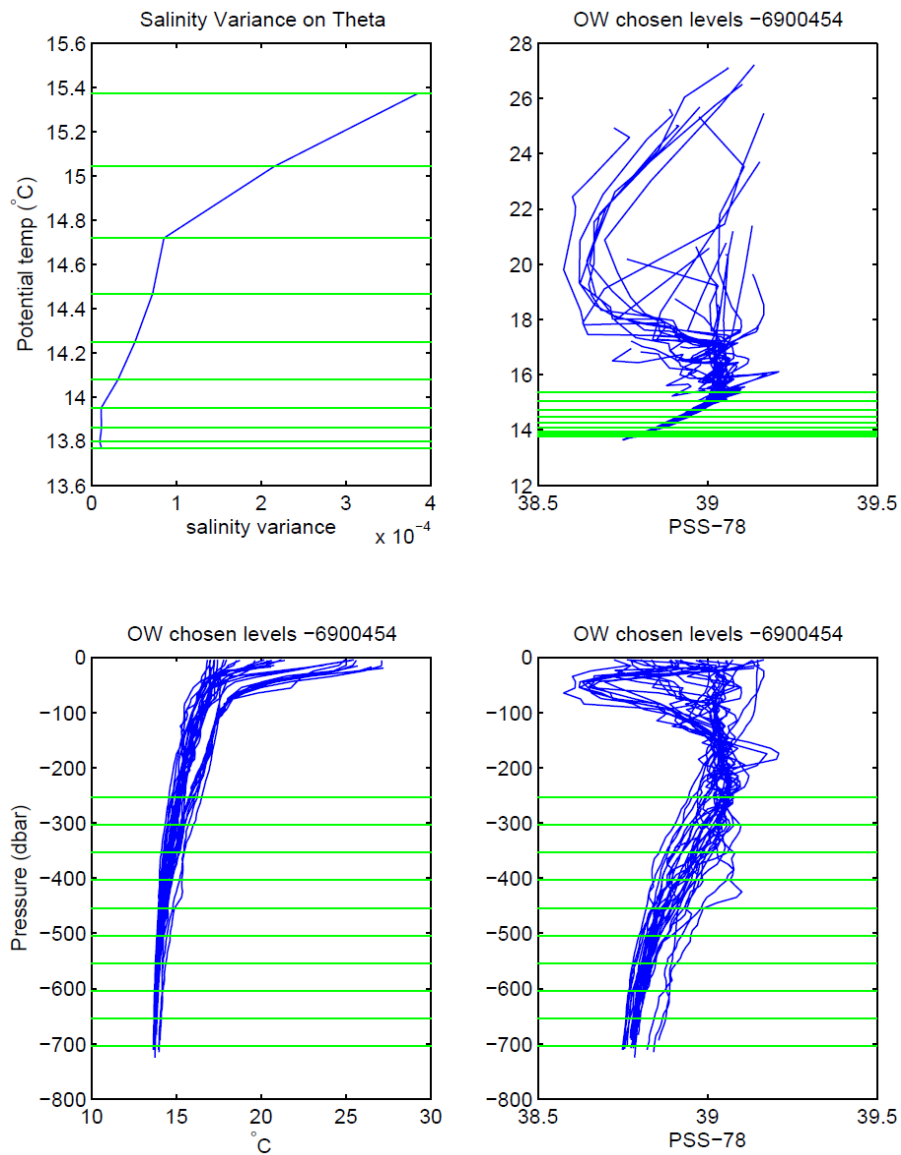 Salinity Variance on Theta
15.6
15.4
15.2
15
14.8
14.6
14.4
14.2
14
13.8
13.6
Potential temp (°C)
0 1 2 3 4
salinity variance
x 10⁻⁴
OW chosen levels −6900454
28
26
24
22
20
18
16
14
12
38.5 39 39.5
PSS−78
OW chosen levels −6900454
0
−100
−200
−300
−400
−500
−600
−700
−800
Pressure (dbar)
10 15 20 25 30
°C
OW chosen levels −6900454
0
−100
−200
−300
−400
−500
−600
−700
−800
38.5 39 39.5
PSS−78